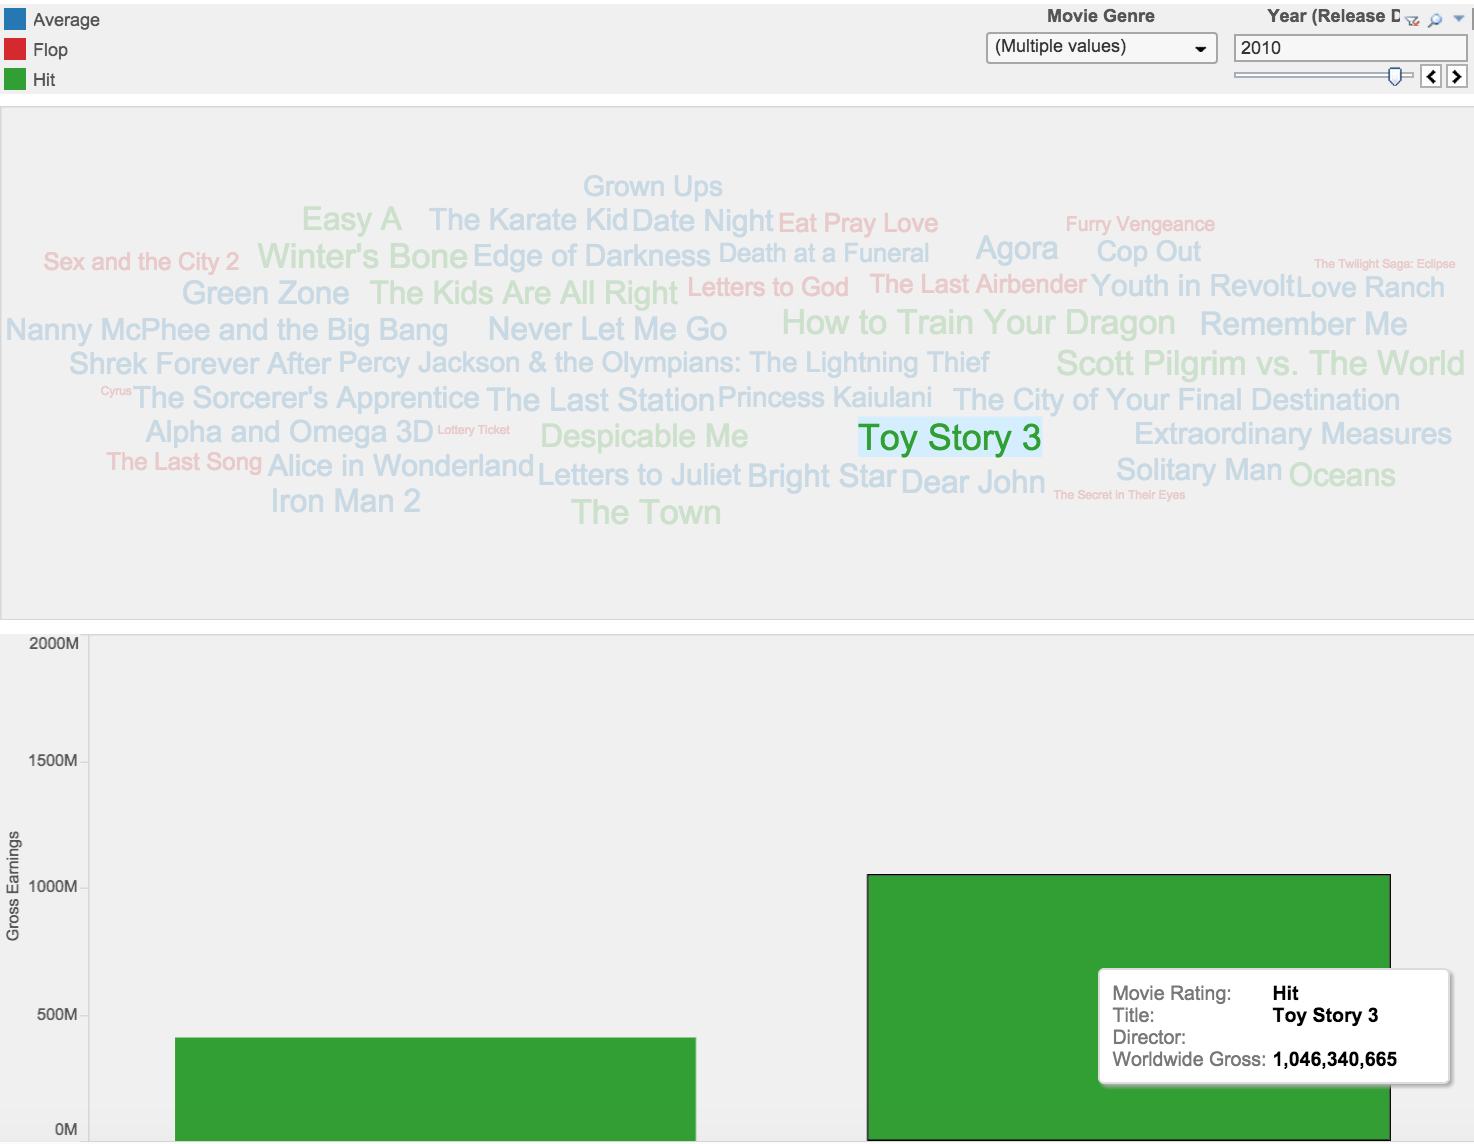 Average
Flop
Hit
Movie Genre
(Multiple values)
Year (Release D
2010
Grown Ups
Easy A The Karate Kid Date Night Eat Pray Love Furry Vengeance
Sex and the City 2 Winter's Bone Edge of Darkness Death at a Funeral Agora Cop Out The Twilight Saga: Eclipse
Green Zone The Kids Are All Right Letters to God The Last Airbender Youth in Revolt Love Ranch
Nanny McPhee and the Big Bang Never Let Me Go How to Train Your Dragon Remember Me
Shrek Forever After Percy Jackson & the Olympians: The Lightning Thief Scott Pilgrim vs. The World
Cyrus The Sorcerer's Apprentice The Last Station Princess Kaiulani The City of Your Final Destination
Alpha and Omega 3D Lottery Ticket Despicable Me Toy Story 3 Extraordinary Measures
The Last Song Alice in Wonderland Letters to Juliet Bright Star Dear John Solitary Man Oceans
Iron Man 2 The Town The Secret in Their Eyes
2000M
1500M
1000M
500M
0M
Gross Earnings
Movie Rating: Hit
Title: Toy Story 3
Director:
Worldwide Gross: 1,046,340,665